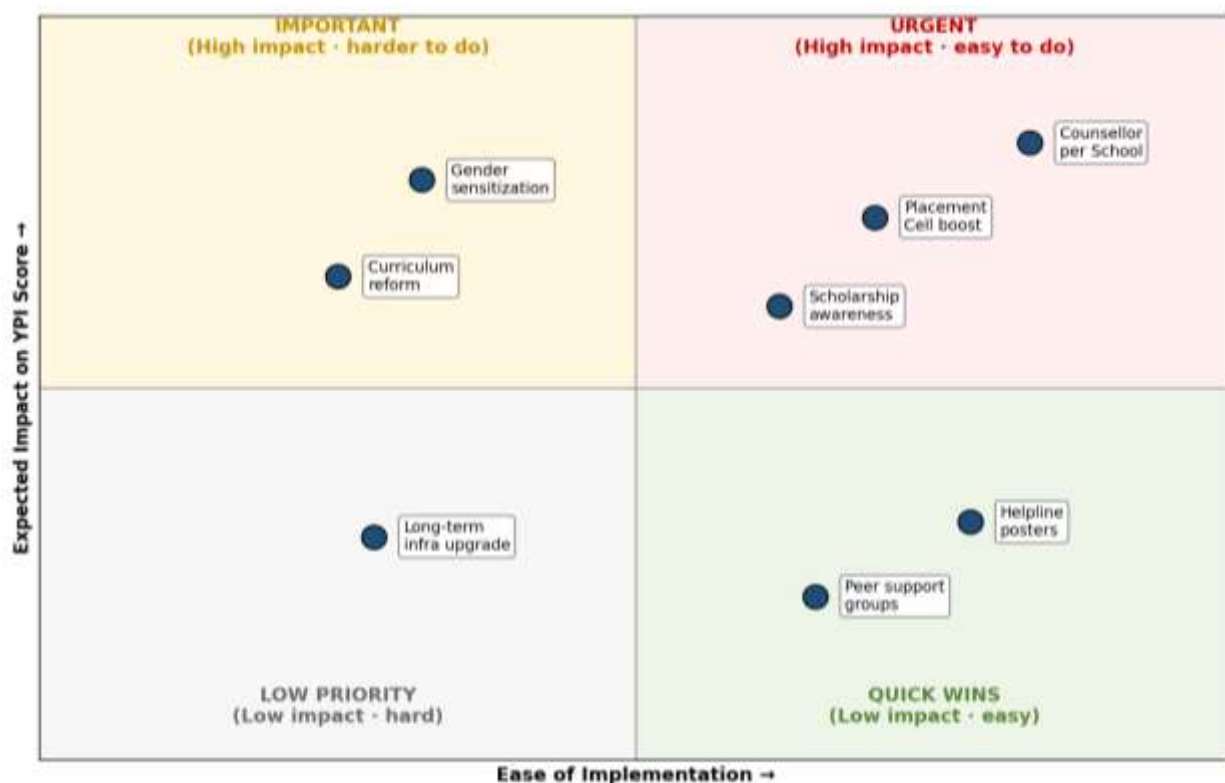 IMPORTANT
(High impact · harder to do)
URGENT
(High impact · easy to do)
Counsellor
per School
Gender
sensitization
Placement
Cell boost
Curriculum
reform
Scholarship
awareness
Expected Impact on YPI Score →
Helpline
posters
Long-term
infra upgrade
Peer support
groups
LOW PRIORITY
(Low impact · hard)
QUICK WINS
(Low impact · easy)
Ease of Implementation →